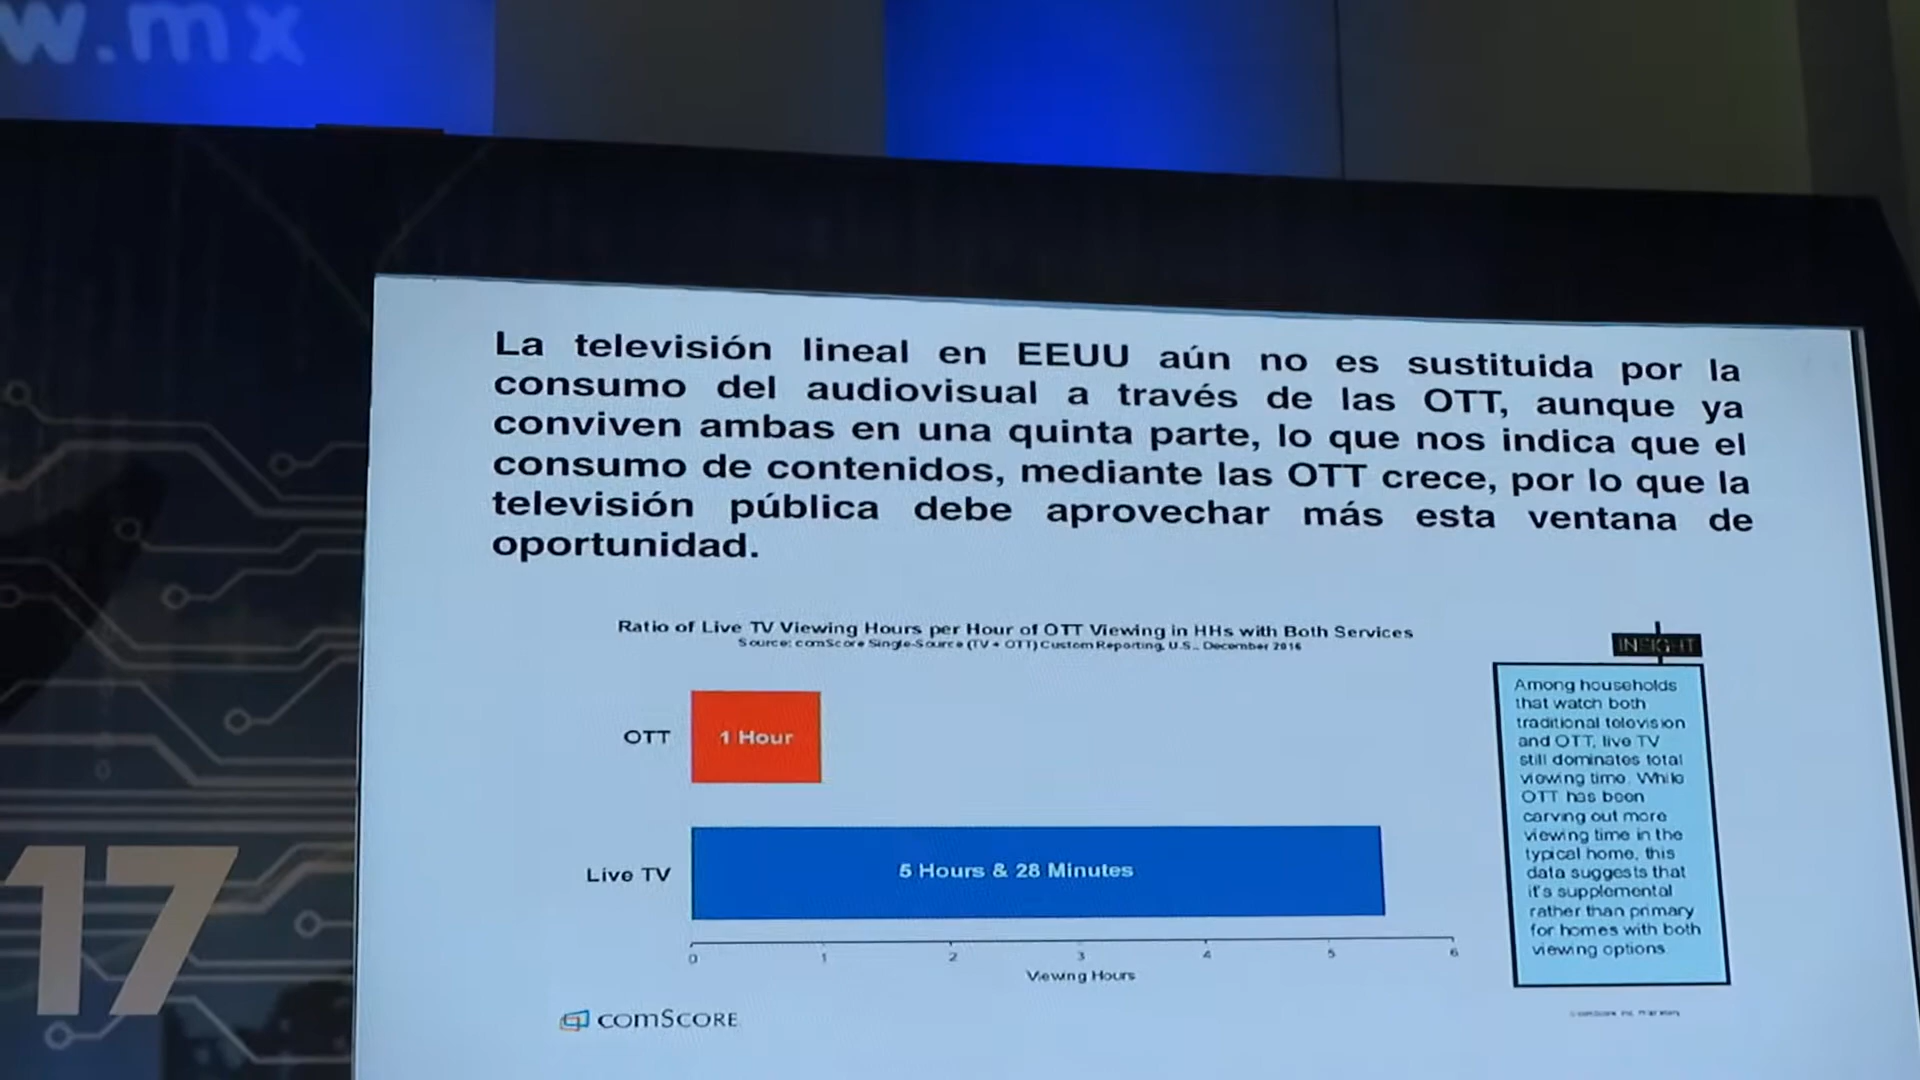 w.mx
La televisión lineal en EEUU aún no es sustituida por la
consumo del audiovisual a través de las OTT, aunque ya
conviven ambas en una quinta parte, lo que nos indica que el
consumo de contenidos, mediante las OTT crece, por lo que la
televisión pública debe aprovechar más esta ventana de
oportunidad.
Ratio of Live TV Viewing Hours per Hour of OTT Viewing in HHs with Both Services
Source: comScore Single-Source (TV + OTT) Custom Reporting, U.S., December 2016
INSIGHT
Among households
that watch both
traditional television
and OTT, live TV
still dominates total
viewing time. While
OTT has been
carving out more
viewing time in the
typical home, this
data suggests that
it's supplemental
rather than primary
for homes with both
viewing options
OTT
1 Hour
Live TV
5 Hours & 28 Minutes
0 1 2 3 4 5 6
Viewing Hours
comSCORE
17